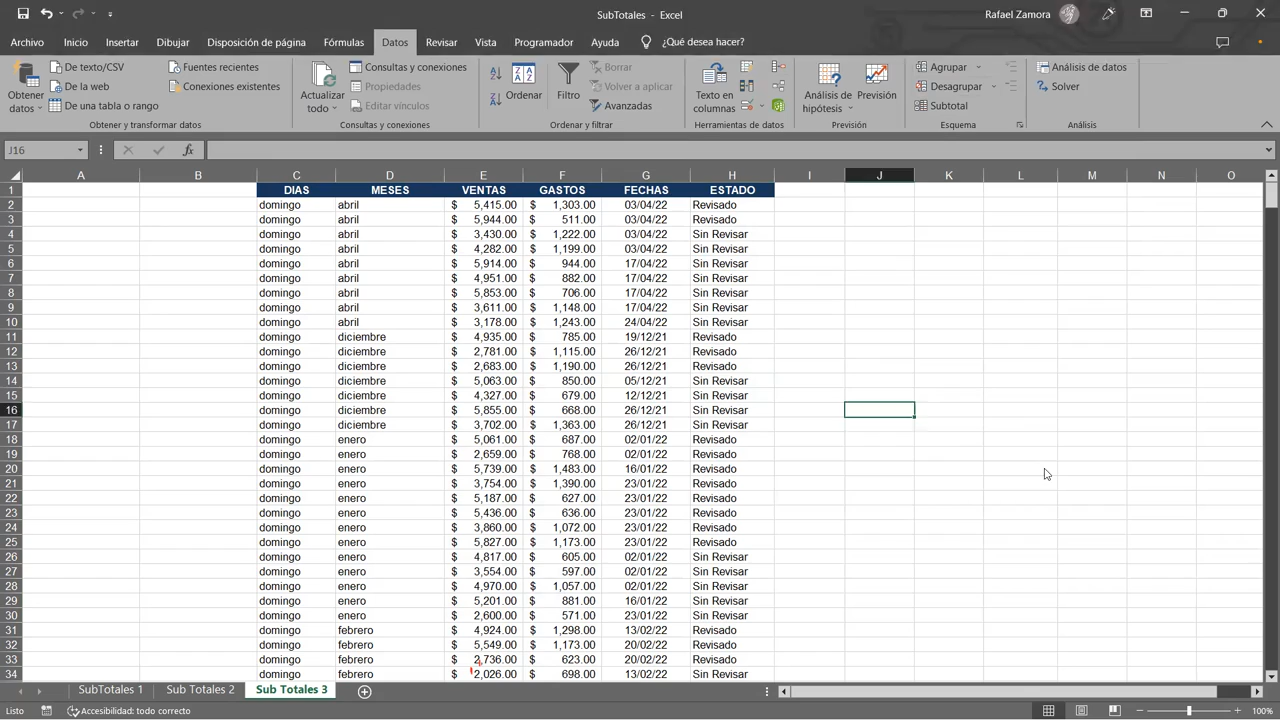 SubTotales - Excel
Rafael Zamora
Archivo Inicio Insertar Dibujar Disposición de página Fórmulas Datos Revisar Vista Programador Ayuda ¿Qué desea hacer?
Obtener datos
De texto/CSV
De la web
De una tabla o rango
Fuentes recientes
Conexiones existentes
Obtener y transformar datos
Actualizar todo
Consultas y conexiones
Propiedades
Editar vínculos
Consultas y conexiones
Ordenar
Filtro
Borrar
Volver a aplicar
Avanzadas
Ordenar y filtrar
Texto en columnas
Herramientas de datos
Análisis de hipótesis
Previsión
Previsión
Agrupar
Desagrupar
Subtotal
Esquema
Análisis de datos
Solver
Análisis
J16 fx
A B C D E F G H I J K L M N O
1 DIAS MESES VENTAS GASTOS FECHAS ESTADO
2 domingo abril $ 5,415.00 $ 1,303.00 03/04/22 Revisado
3 domingo abril $ 5,944.00 $ 511.00 03/04/22 Revisado
4 domingo abril $ 3,430.00 $ 1,222.00 03/04/22 Sin Revisar
5 domingo abril $ 4,282.00 $ 1,199.00 03/04/22 Sin Revisar
6 domingo abril $ 5,914.00 $ 944.00 17/04/22 Sin Revisar
7 domingo abril $ 4,951.00 $ 882.00 17/04/22 Sin Revisar
8 domingo abril $ 5,853.00 $ 706.00 17/04/22 Sin Revisar
9 domingo abril $ 3,611.00 $ 1,148.00 17/04/22 Sin Revisar
10 domingo abril $ 3,178.00 $ 1,243.00 24/04/22 Sin Revisar
11 domingo diciembre $ 4,935.00 $ 785.00 19/12/21 Revisado
12 domingo diciembre $ 2,781.00 $ 1,115.00 26/12/21 Revisado
13 domingo diciembre $ 2,683.00 $ 1,190.00 26/12/21 Revisado
14 domingo diciembre $ 5,063.00 $ 850.00 05/12/21 Sin Revisar
15 domingo diciembre $ 4,327.00 $ 679.00 12/12/21 Sin Revisar
16 domingo diciembre $ 5,855.00 $ 668.00 26/12/21 Sin Revisar
17 domingo diciembre $ 3,702.00 $ 1,363.00 26/12/21 Sin Revisar
18 domingo enero $ 5,061.00 $ 687.00 02/01/22 Revisado
19 domingo enero $ 2,659.00 $ 768.00 02/01/22 Revisado
20 domingo enero $ 5,739.00 $ 1,483.00 16/01/22 Revisado
21 domingo enero $ 3,754.00 $ 1,390.00 23/01/22 Revisado
22 domingo enero $ 5,187.00 $ 627.00 23/01/22 Revisado
23 domingo enero $ 5,436.00 $ 636.00 23/01/22 Revisado
24 domingo enero $ 3,860.00 $ 1,072.00 23/01/22 Revisado
25 domingo enero $ 5,827.00 $ 1,173.00 23/01/22 Revisado
26 domingo enero $ 4,817.00 $ 605.00 02/01/22 Sin Revisar
27 domingo enero $ 3,554.00 $ 597.00 02/01/22 Sin Revisar
28 domingo enero $ 4,970.00 $ 1,057.00 02/01/22 Sin Revisar
29 domingo enero $ 5,201.00 $ 881.00 16/01/22 Sin Revisar
30 domingo enero $ 2,600.00 $ 571.00 23/01/22 Sin Revisar
31 domingo febrero $ 4,924.00 $ 1,298.00 13/02/22 Revisado
32 domingo febrero $ 5,549.00 $ 1,173.00 20/02/22 Revisado
33 domingo febrero $ 2,736.00 $ 623.00 20/02/22 Revisado
34 domingo febrero $ 2,026.00 $ 698.00 13/02/22 Sin Revisar
SubTotales 1 SubTotales 2 Sub Totales 3
Listo Accesibilidad: todo correcto 100%